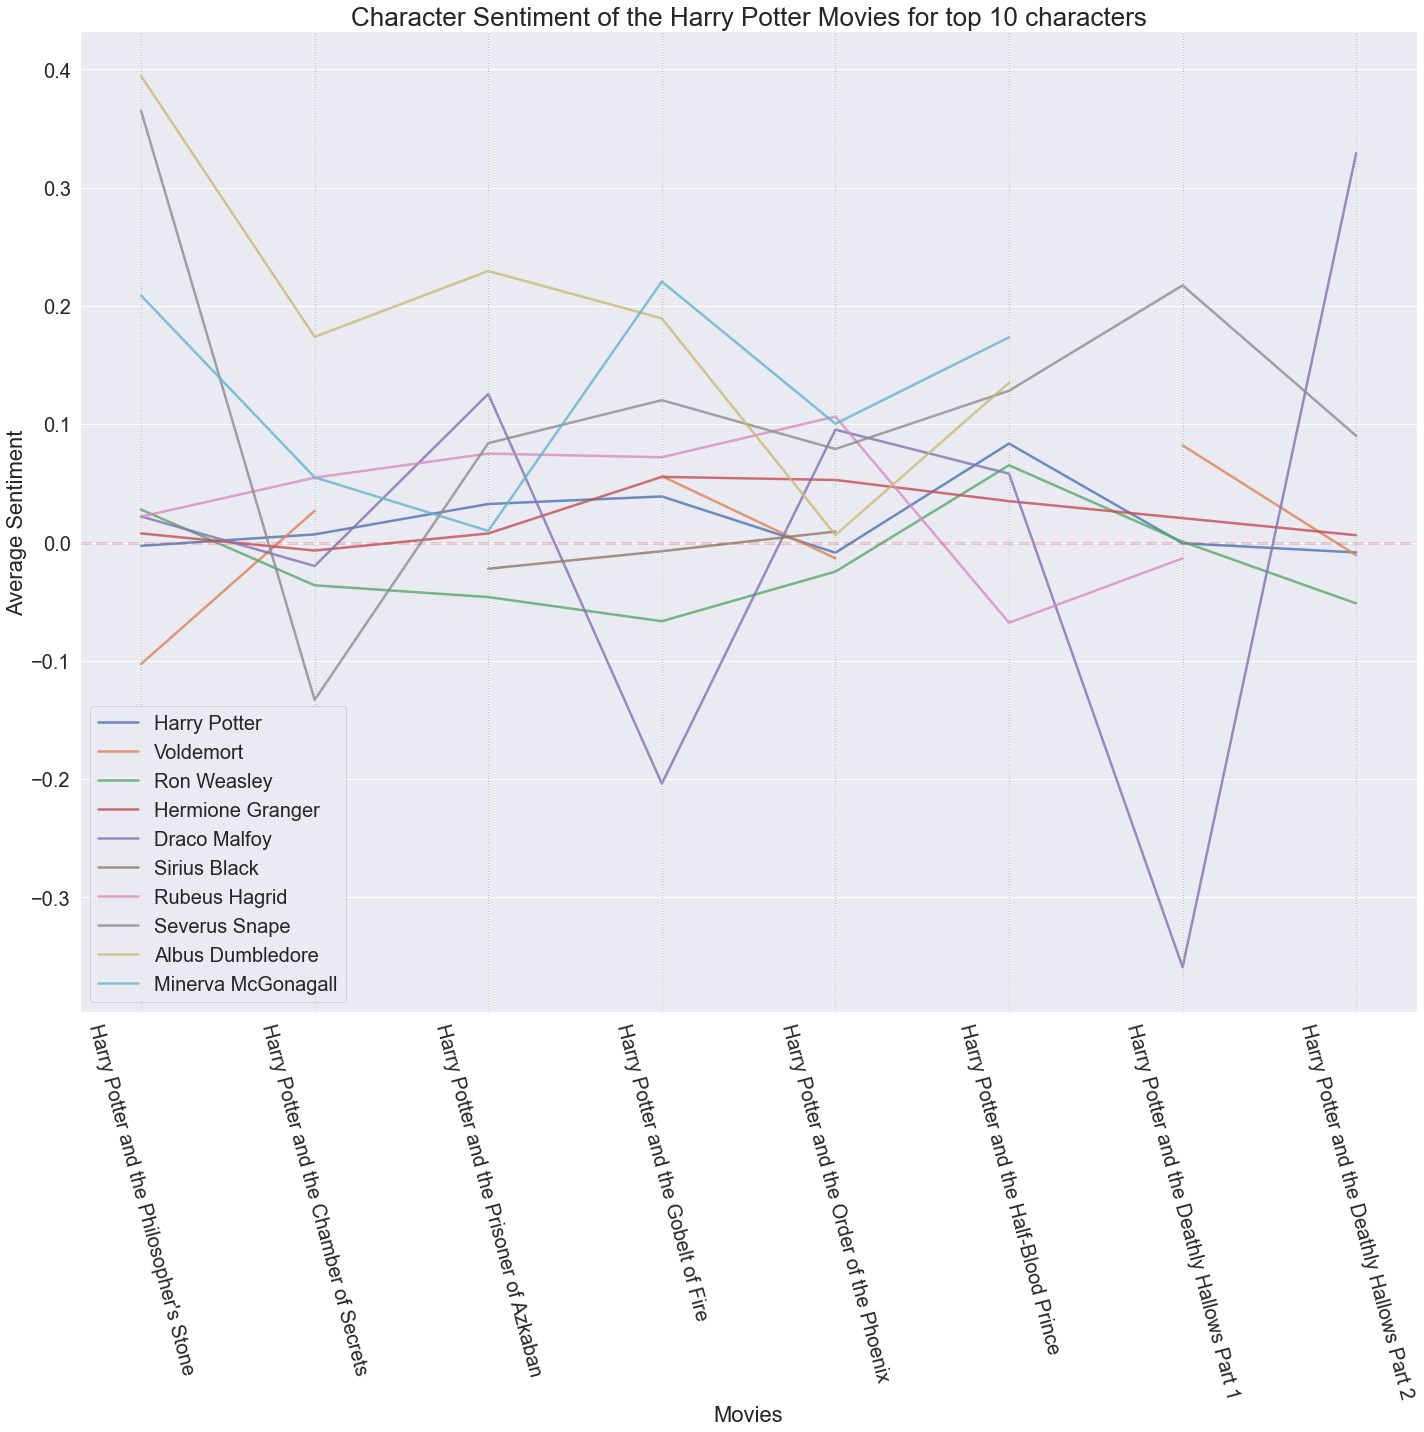 Character Sentiment of the Harry Potter Movies for top 10 characters
Average Sentiment
0.4
0.3
0.2
0.1
0.0
−0.1
−0.2
−0.3
Harry Potter
Voldemort
Ron Weasley
Hermione Granger
Draco Malfoy
Sirius Black
Rubeus Hagrid
Severus Snape
Albus Dumbledore
Minerva McGonagall
Harry Potter and the Philosopher's Stone
Harry Potter and the Chamber of Secrets
Harry Potter and the Prisoner of Azkaban
Harry Potter and the Gobelt of Fire
Harry Potter and the Order of the Phoenix
Harry Potter and the Half-Blood Prince
Harry Potter and the Deathly Hallows Part 1
Harry Potter and the Deathly Hallows Part 2
Movies